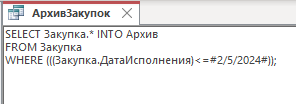 АрхивЗакупок
SELECT Закупка.* INTO Архив
FROM Закупка
WHERE (((Закупка.ДатаИсполнения)<=#2/5/2024#));